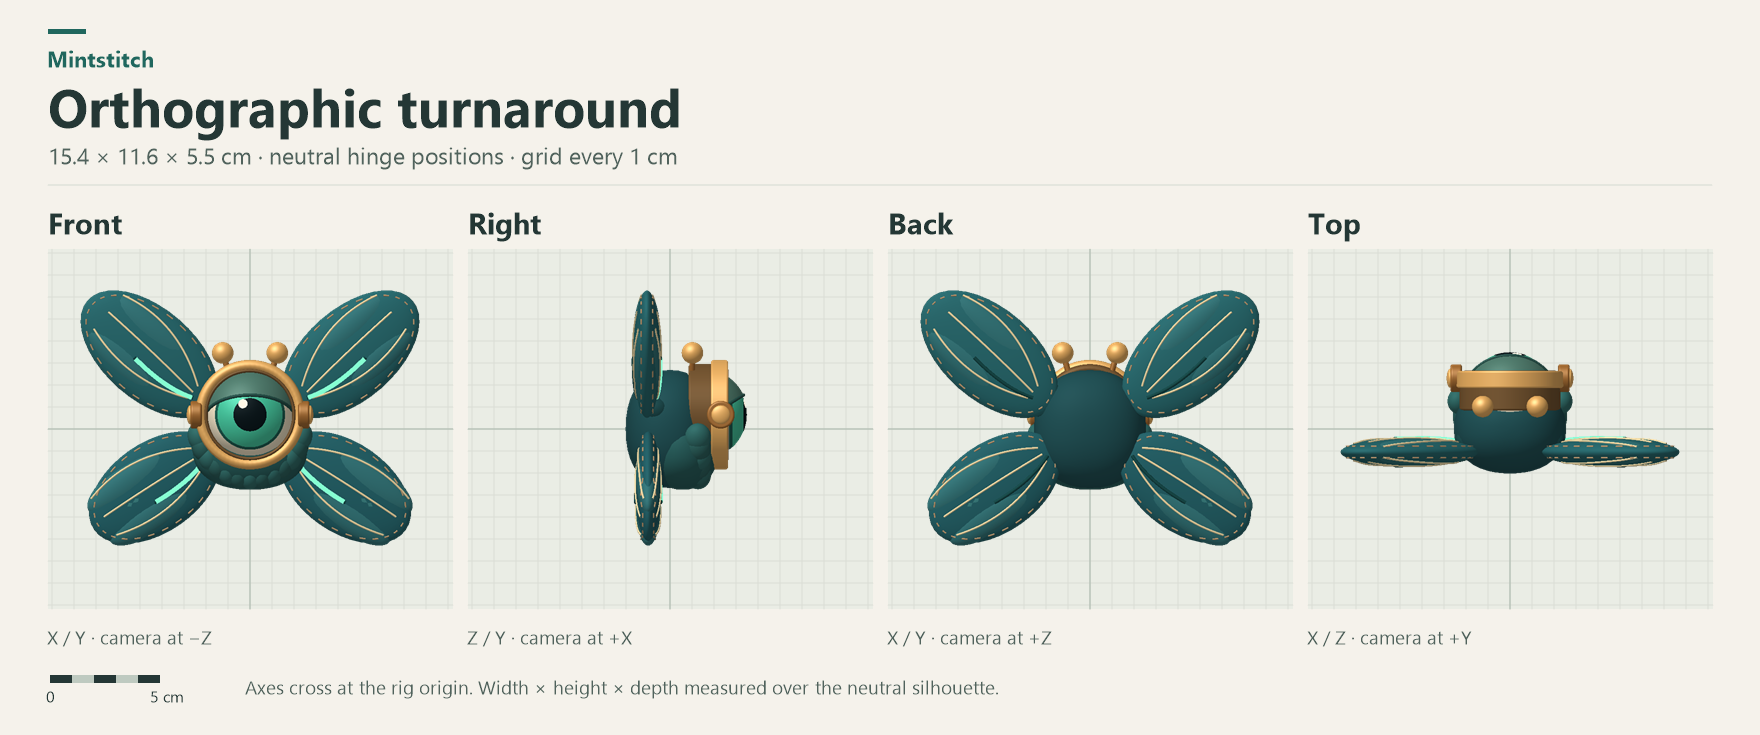 Mintstitch
Orthographic turnaround
15.4 × 11.6 × 5.5 cm · neutral hinge positions · grid every 1 cm
Front
Right
Back
Top
X / Y · camera at −Z
Z / Y · camera at +X
X / Y · camera at +Z
X / Z · camera at +Y
0
5 cm
Axes cross at the rig origin. Width × height × depth measured over the neutral silhouette.